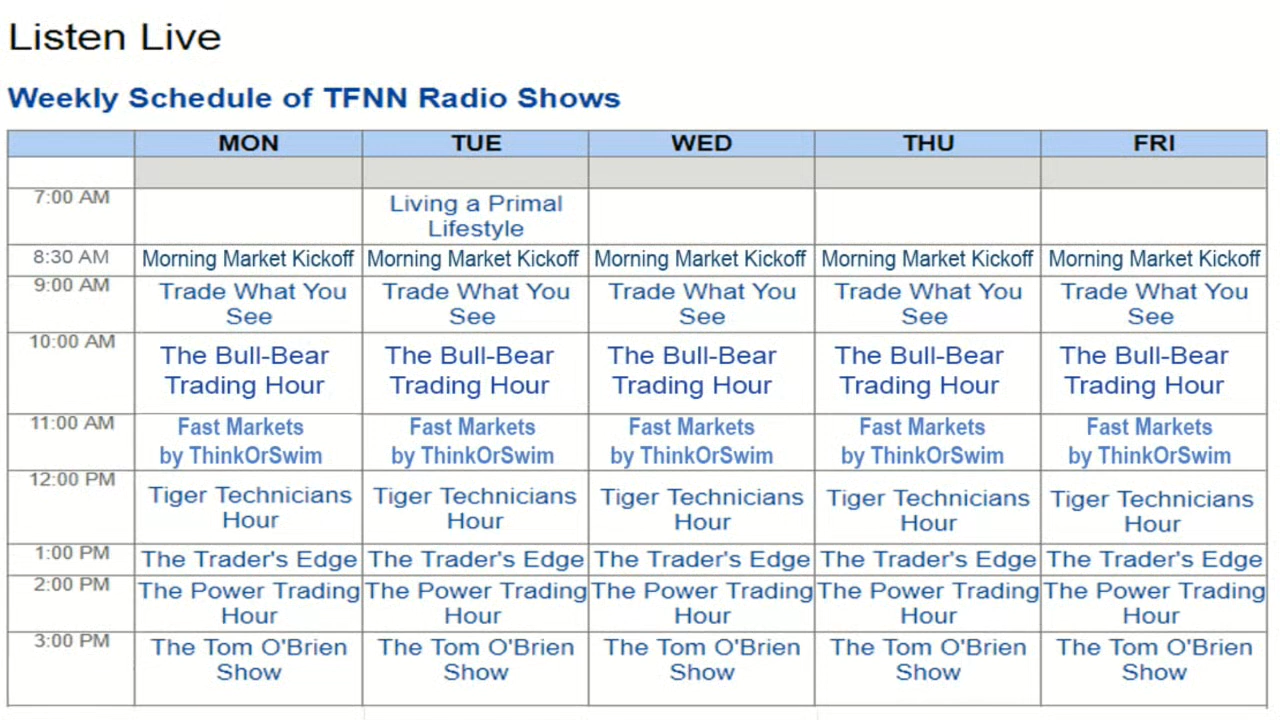 Listen Live
Weekly Schedule of TFNN Radio Shows
MON TUE WED THU FRI
7:00 AM Living a Primal
Lifestyle
8:30 AM Morning Market Kickoff Morning Market Kickoff Morning Market Kickoff Morning Market Kickoff Morning Market Kickoff
9:00 AM Trade What You Trade What You Trade What You Trade What You Trade What You
See See See See See
10:00 AM The Bull-Bear The Bull-Bear The Bull-Bear The Bull-Bear The Bull-Bear
Trading Hour Trading Hour Trading Hour Trading Hour Trading Hour
11:00 AM Fast Markets Fast Markets Fast Markets Fast Markets Fast Markets
by ThinkOrSwim by ThinkOrSwim by ThinkOrSwim by ThinkOrSwim by ThinkOrSwim
12:00 PM Tiger Technicians Tiger Technicians Tiger Technicians Tiger Technicians Tiger Technicians
Hour Hour Hour Hour Hour
1:00 PM The Trader's Edge The Trader's Edge The Trader's Edge The Trader's Edge The Trader's Edge
2:00 PM The Power Trading The Power Trading The Power Trading The Power Trading The Power Trading
Hour Hour Hour Hour Hour
3:00 PM The Tom O'Brien The Tom O'Brien The Tom O'Brien The Tom O'Brien The Tom O'Brien
Show Show Show Show Show